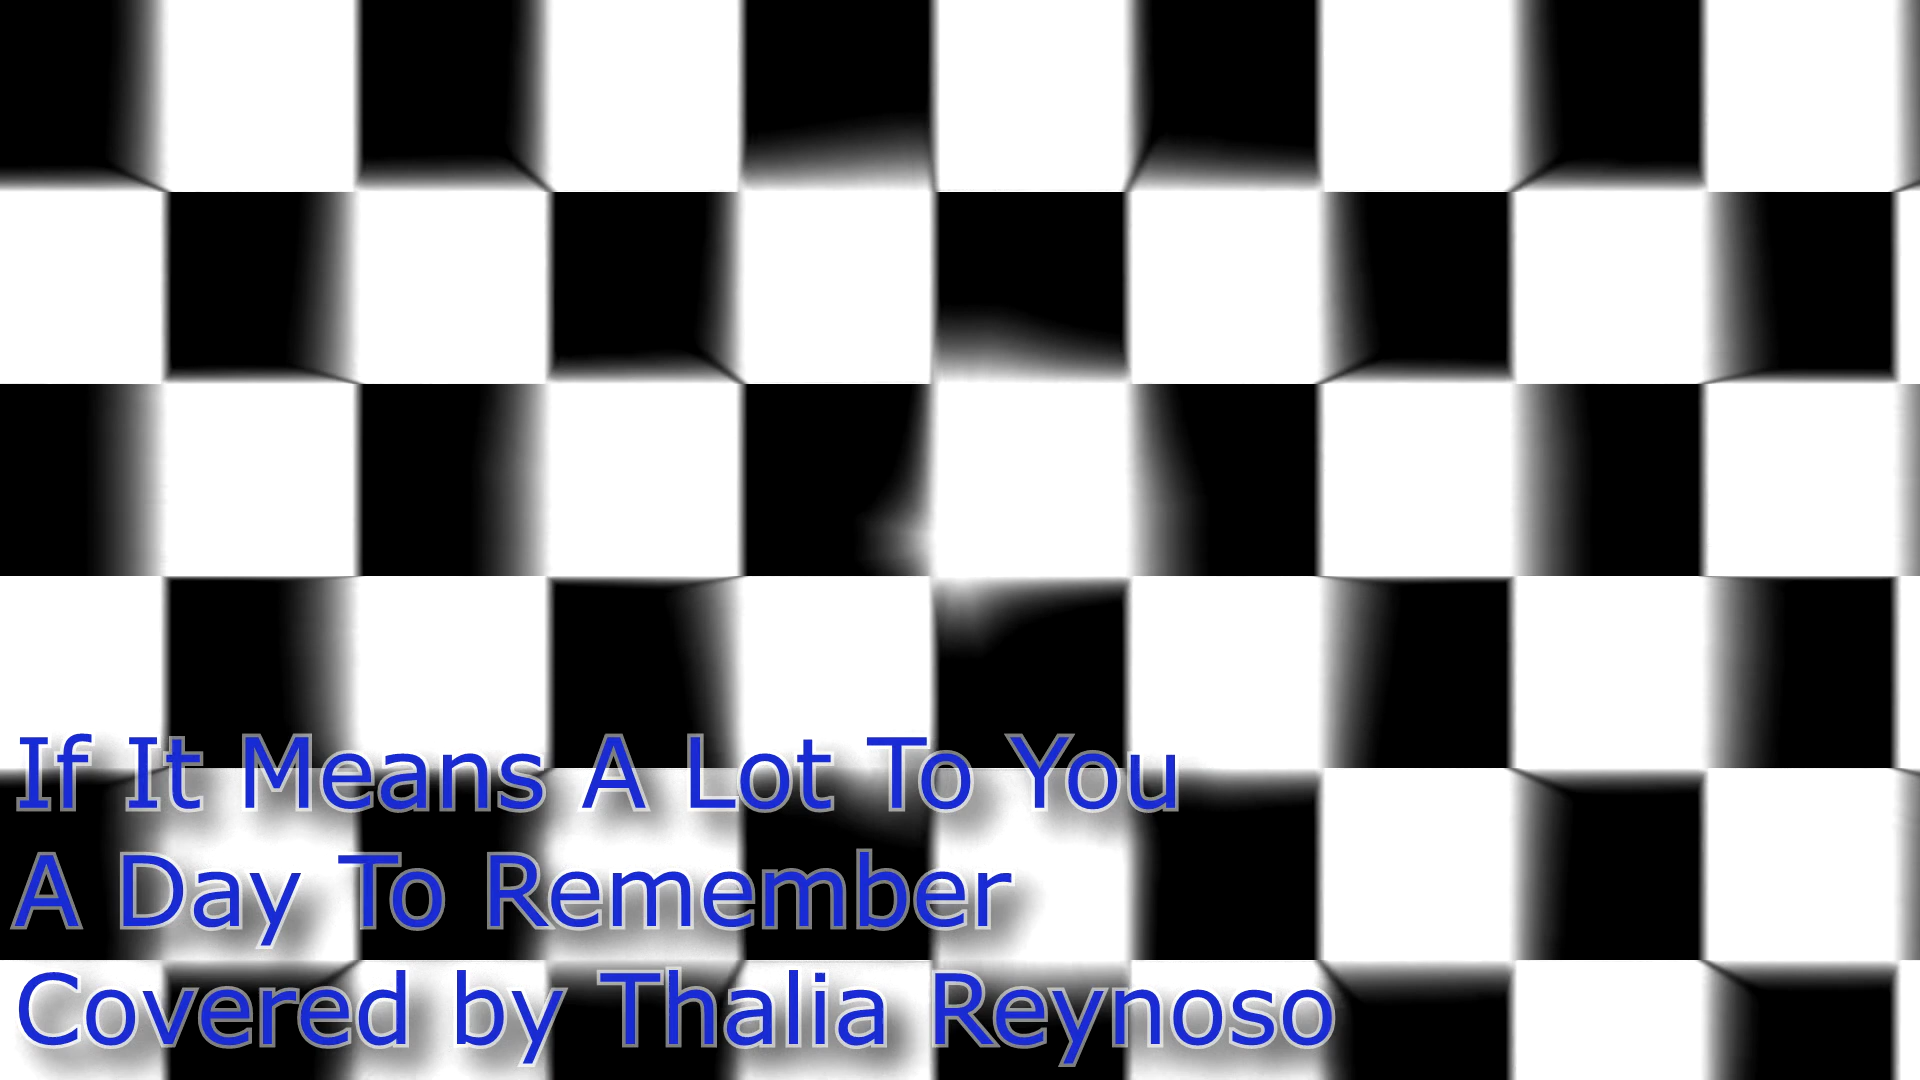 If It Means A Lot To You
A Day To Remember
Covered by Thalia Reynoso